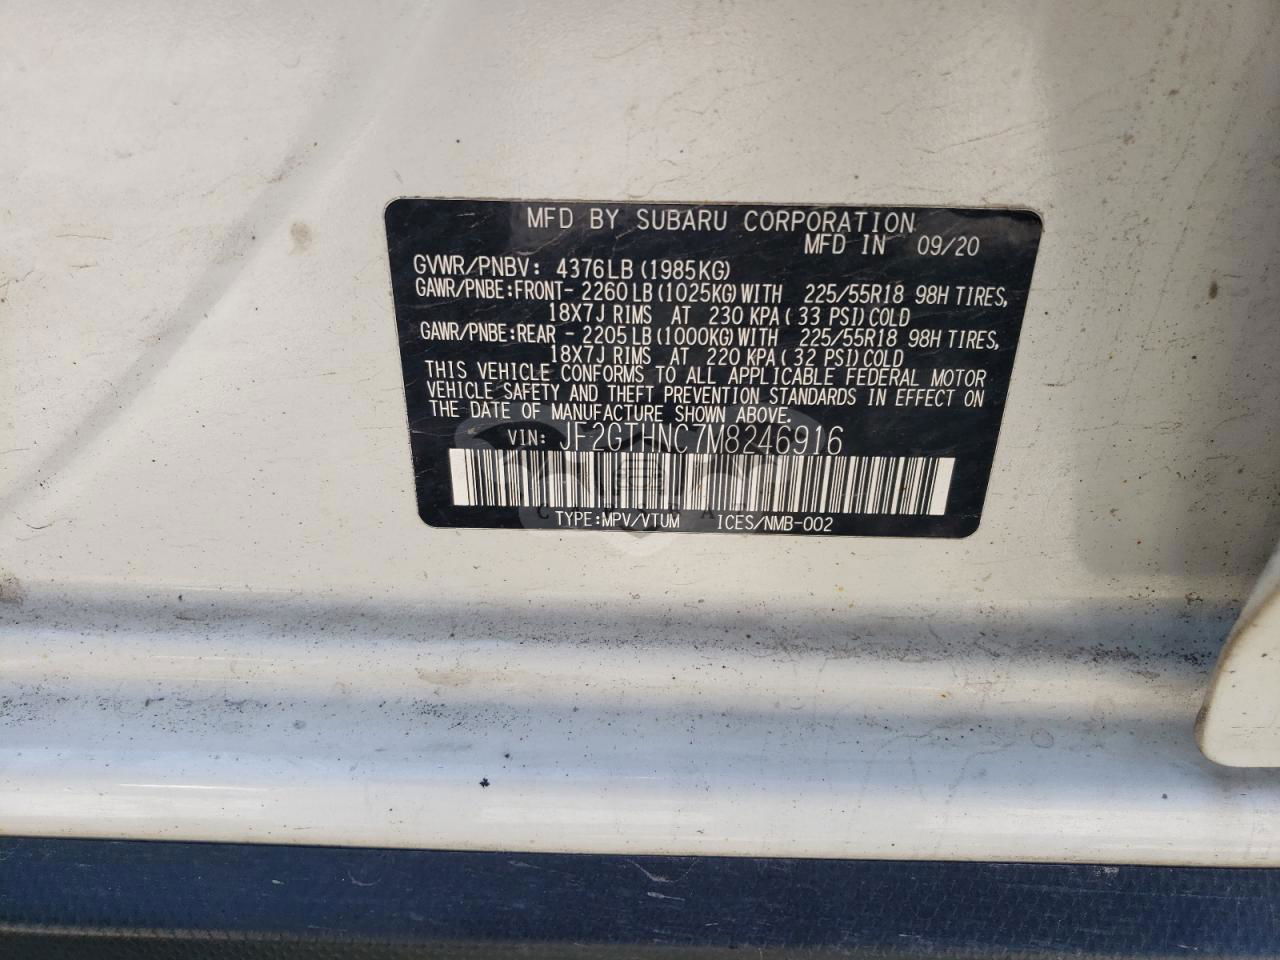 MFD BY SUBARU CORPORATION
MFD IN 09/20
GVWR/PNBV: 4376LB (1985KG)
GAWR/PNBE:FRONT- 2260LB (1025KG) WITH 225/55R18 98H TIRES,
18X7J RIMS AT 230 KPA ( 33 PSI) COLD
GAWR/PNBE:REAR - 2205LB (1000KG) WITH 225/55R18 98H TIRES,
18X7J RIMS AT 220 KPA ( 32 PSI) COLD
THIS VEHICLE CONFORMS TO ALL APPLICABLE FEDERAL MOTOR
VEHICLE SAFETY AND THEFT PREVENTION STANDARDS IN EFFECT ON
THE DATE OF MANUFACTURE SHOWN ABOVE.
VIN: JF2GTHNC7M8246916
TYPE:MPV/VTUM ICES/NMB-002